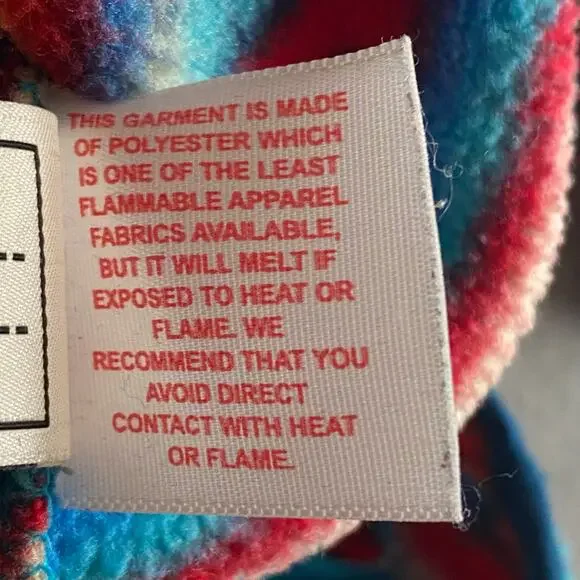 THIS GARMENT IS MADE
OF POLYESTER WHICH
IS ONE OF THE LEAST
FLAMMABLE APPAREL
FABRICS AVAILABLE,
BUT IT WILL MELT IF
EXPOSED TO HEAT OR
FLAME. WE
RECOMMEND THAT YOU
AVOID DIRECT
CONTACT WITH HEAT
OR FLAME.